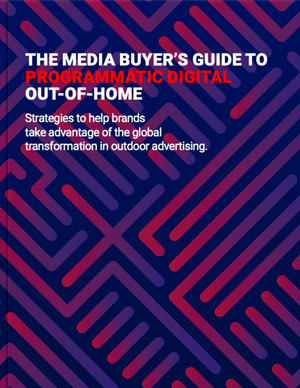 THE MEDIA BUYER'S GUIDE TO
PROGRAMMATIC DIGITAL
OUT-OF-HOME
Strategies to help brands
take advantage of the global
transformation in outdoor advertising.